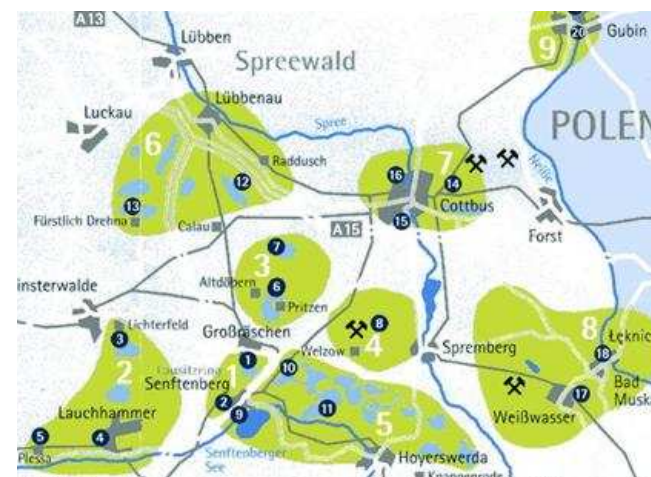 A13
Lübben
Spreewald
Luckau
Lübbenau
Spree
Raddusch
6
12
13
Fürstlich Drehna
Calau
A15
9
20
Gubin
POLEN
Neiße
7
16
14
15
Cottbus
Forst
3
7
Altdöbern
6
Pritzen
insterwalde
Lichterfeld
3
Großräschen
Welzow
8
4
Spremberg
8
Łęknic
18
Bad
Muska
17
Weißwasser
2
Lausitzring
1
1
Senftenberg
2
9
10
11
5
Lauchhammer
5
4
Plessa
Senftenberger
See
Hoyerswerda